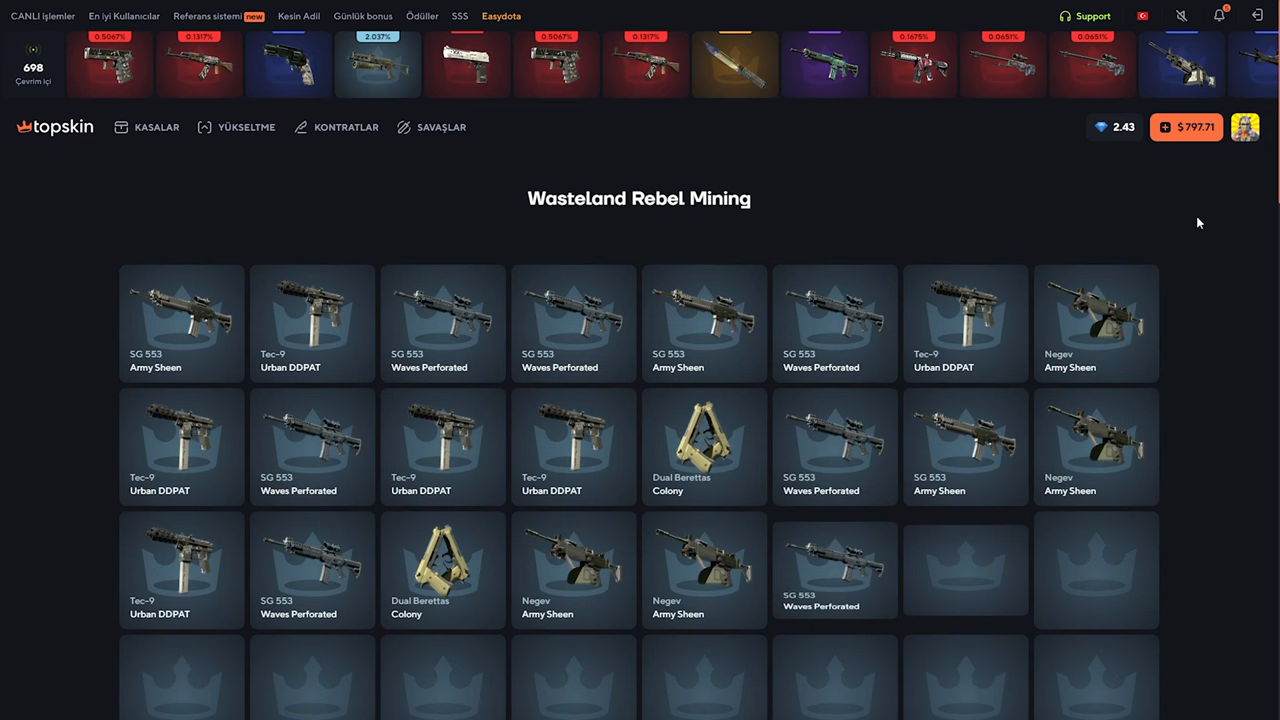 CANLI işlemler En iyi Kullanıcılar Referans sistemi new Kesin Adil Günlük bonus Ödüller SSS Easydota Support 5
0.5067% 0.1317% 2.037% 0.5067% 0.1317% 0.1675% 0.0651% 0.0651%
698
Çevrim içi
topskin KASALAR YÜKSELTME KONTRATLAR SAVAŞLAR 2.43 $ 797.71
Wasteland Rebel Mining
SG 553 Tec-9 SG 553 SG 553 SG 553 SG 553 Tec-9 Negev
Army Sheen Urban DDPAT Waves Perforated Waves Perforated Army Sheen Waves Perforated Urban DDPAT Army Sheen
Tec-9 SG 553 Tec-9 Tec-9 Dual Berettas SG 553 SG 553 Negev
Urban DDPAT Waves Perforated Urban DDPAT Urban DDPAT Colony Waves Perforated Army Sheen Army Sheen
Tec-9 SG 553 Dual Berettas Negev Negev SG 553
Urban DDPAT Waves Perforated Colony Army Sheen Army Sheen Waves Perforated